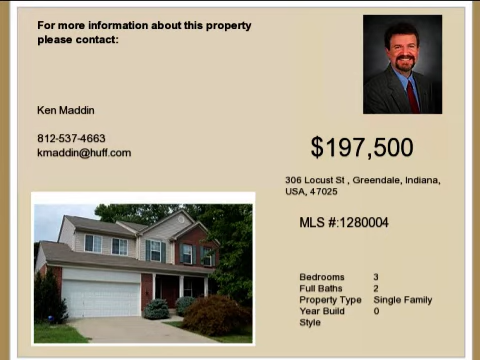 For more information about this property
please contact:
Ken Maddin
812-537-4663
kmaddin@huff.com
$197,500
306 Locust St , Greendale, Indiana,
USA, 47025
MLS #:1280004
Bedrooms 3
Full Baths 2
Property Type Single Family
Year Build 0
Style